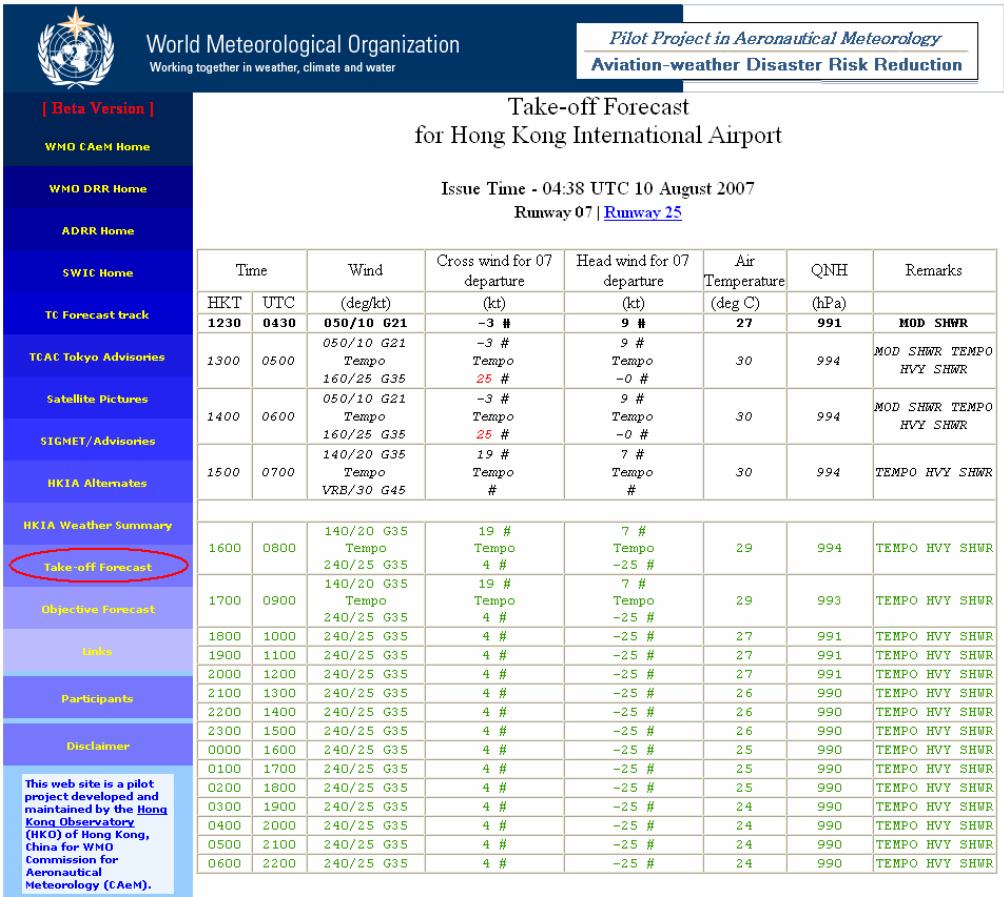 World Meteorological Organization
Working together in weather, climate and water
Pilot Project in Aeronautical Meteorology
Aviation-weather Disaster Risk Reduction
[ Beta Version ]
WMO CAeM Home
WMO DRR Home
ADRR Home
SWIC Home
TC Forecast track
TCAC Tokyo Advisories
Satellite Pictures
SIGMET/Advisories
HKIA Alternates
HKIA Weather Summary
Take-off Forecast
Objective Forecast
Links
Participants
Disclaimer
This web site is a pilot
project developed and
maintained by the Hong
Kong Observatory
(HKO) of Hong Kong,
China for WMO
Commission for
Aeronautical
Meteorology (CAeM).
Take-off Forecast
for Hong Kong International Airport
Issue Time - 04:38 UTC 10 August 2007
Runway 07 | Runway 25
Time Wind Cross wind for 07 departure Head wind for 07 departure Air Temperature QNH Remarks
HKT UTC (deg/kt) (kt) (kt) (deg C) (hPa)
1230 0430 050/10 G21 -3 # 9 # 27 991 MOD SHWR
1300 0500 050/10 G21 Tempo 160/25 G35 -3 # Tempo 25 # 9 # Tempo -0 # 30 994 MOD SHWR TEMPO HVY SHWR
1400 0600 050/10 G21 Tempo 160/25 G35 -3 # Tempo 25 # 9 # Tempo -0 # 30 994 MOD SHWR TEMPO HVY SHWR
1500 0700 140/20 G35 Tempo VRB/30 G45 19 # Tempo # 7 # Tempo # 30 994 TEMPO HVY SHWR
1600 0800 140/20 G35 Tempo 240/25 G35 19 # Tempo 4 # 7 # Tempo -25 # 29 994 TEMPO HVY SHWR
1700 0900 140/20 G35 Tempo 240/25 G35 19 # Tempo 4 # 7 # Tempo -25 # 29 993 TEMPO HVY SHWR
1800 1000 240/25 G35 4 # -25 # 27 991 TEMPO HVY SHWR
1900 1100 240/25 G35 4 # -25 # 27 991 TEMPO HVY SHWR
2000 1200 240/25 G35 4 # -25 # 27 991 TEMPO HVY SHWR
2100 1300 240/25 G35 4 # -25 # 26 990 TEMPO HVY SHWR
2200 1400 240/25 G35 4 # -25 # 26 990 TEMPO HVY SHWR
2300 1500 240/25 G35 4 # -25 # 26 990 TEMPO HVY SHWR
0000 1600 240/25 G35 4 # -25 # 25 990 TEMPO HVY SHWR
0100 1700 240/25 G35 4 # -25 # 25 990 TEMPO HVY SHWR
0200 1800 240/25 G35 4 # -25 # 25 990 TEMPO HVY SHWR
0300 1900 240/25 G35 4 # -25 # 24 990 TEMPO HVY SHWR
0400 2000 240/25 G35 4 # -25 # 24 990 TEMPO HVY SHWR
0500 2100 240/25 G35 4 # -25 # 24 990 TEMPO HVY SHWR
0600 2200 240/25 G35 4 # -25 # 24 990 TEMPO HVY SHWR